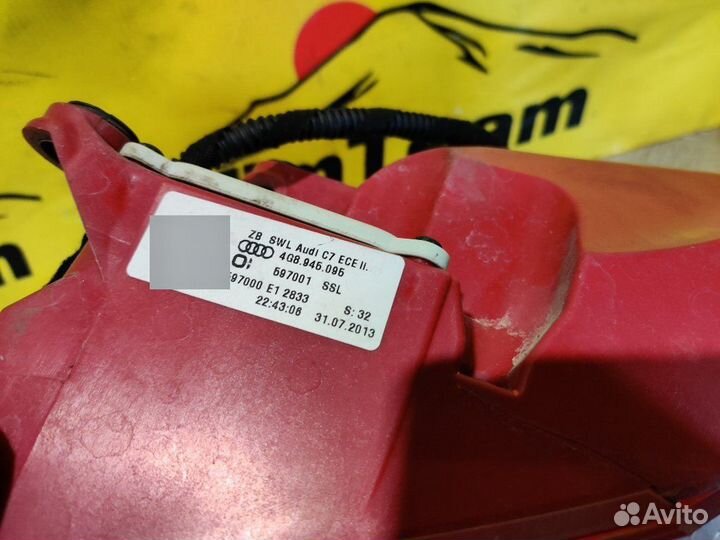 Team
ZB SWL Audi C7 ECE II.
4G8.945.095
597001 SSL
597000 E1 2833 S: 32
22:43:06 31.07.2013
Avito